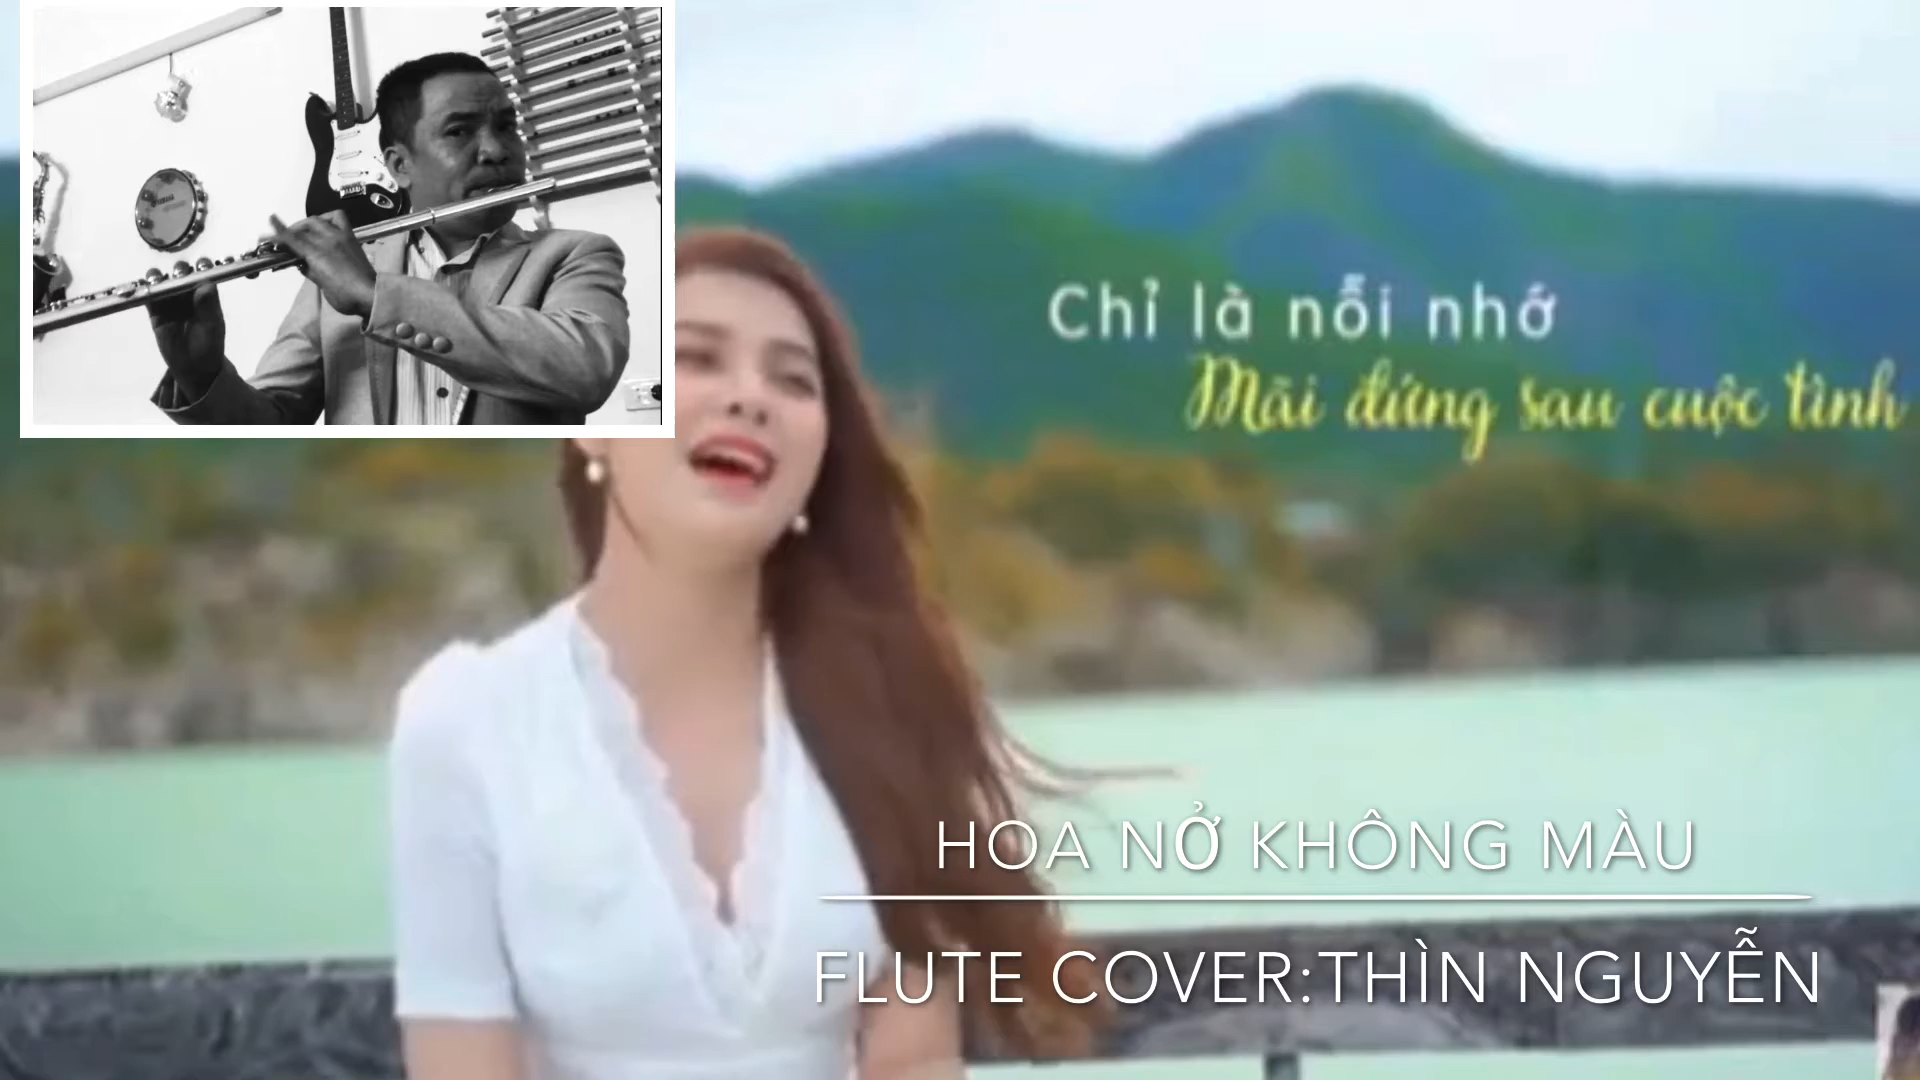 Chỉ là nỗi nhớ
Mãi đứng sau cuộc tình
HOA NỞ KHÔNG MÀU
FLUTE COVER:THÌN NGUYỄN